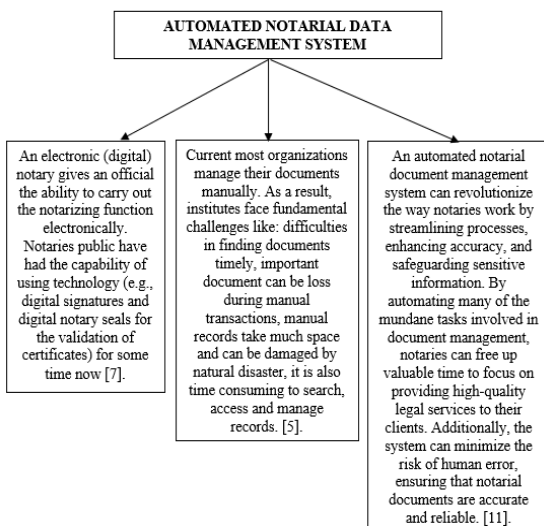 AUTOMATED NOTARIAL DATA
MANAGEMENT SYSTEM
An electronic (digital)
notary gives an official
the ability to carry out
the notarizing function
electronically.
Notaries public have
had the capability of
using technology (e.g.,
digital signatures and
digital notary seals for
the validation of
certificates) for some
time now [7].
Current most organizations
manage their documents
manually. As a result,
institutes face fundamental
challenges like: difficulties
in finding documents
timely, important
document can be loss
during manual
transactions, manual
records take much space
and can be damaged by
natural disaster, it is also
time consuming to search,
access and manage
records. [5].
An automated notarial
document management
system can revolutionize
the way notaries work by
streamlining processes,
enhancing accuracy, and
safeguarding sensitive
information. By
automating many of the
mundane tasks involved in
document management,
notaries can free up
valuable time to focus on
providing high-quality
legal services to their
clients. Additionally, the
system can minimize the
risk of human error,
ensuring that notarial
documents are accurate
and reliable. [11].